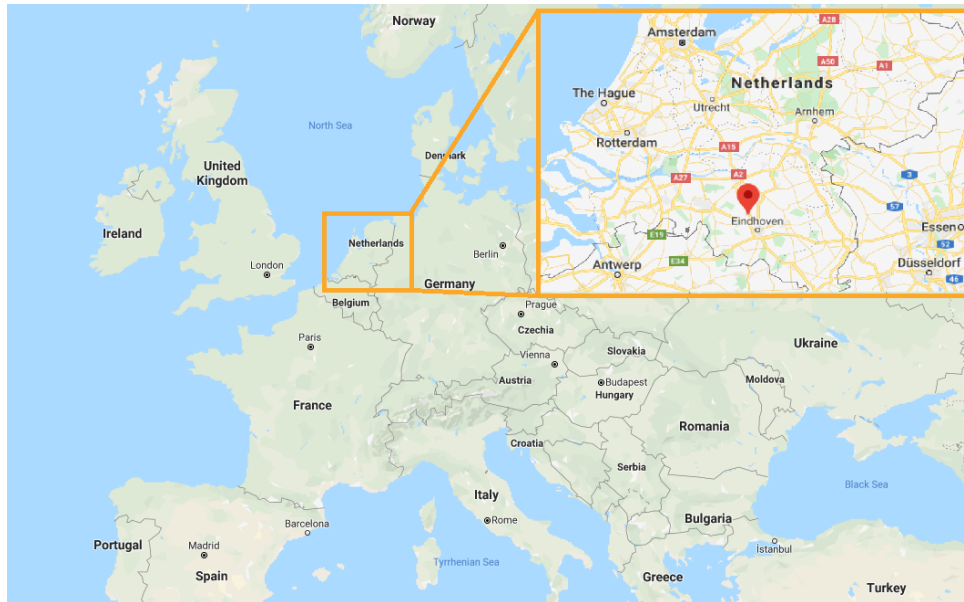 Norway
North Sea
Denmark
United
Kingdom
Ireland
London
Netherlands
Berlin
Germany
Belgium
Prague
Czechia
Paris
Vienna
Slovakia
Austria
Budapest
Hungary
Ukraine
Moldova
France
Romania
Croatia
Serbia
Italy
Rome
Black Sea
Bulgaria
Barcelona
Portugal
Madrid
Spain
Tyrrhenian Sea
İstanbul
Greece
Turkey
A28
Amsterdam
A50
A1
Netherlands
The Hague
Utrecht
Arnhem
Rotterdam
A15
A27
A2
3
57
Eindhoven
Essen
E19
52
E34
Antwerp
Düsseldorf
46